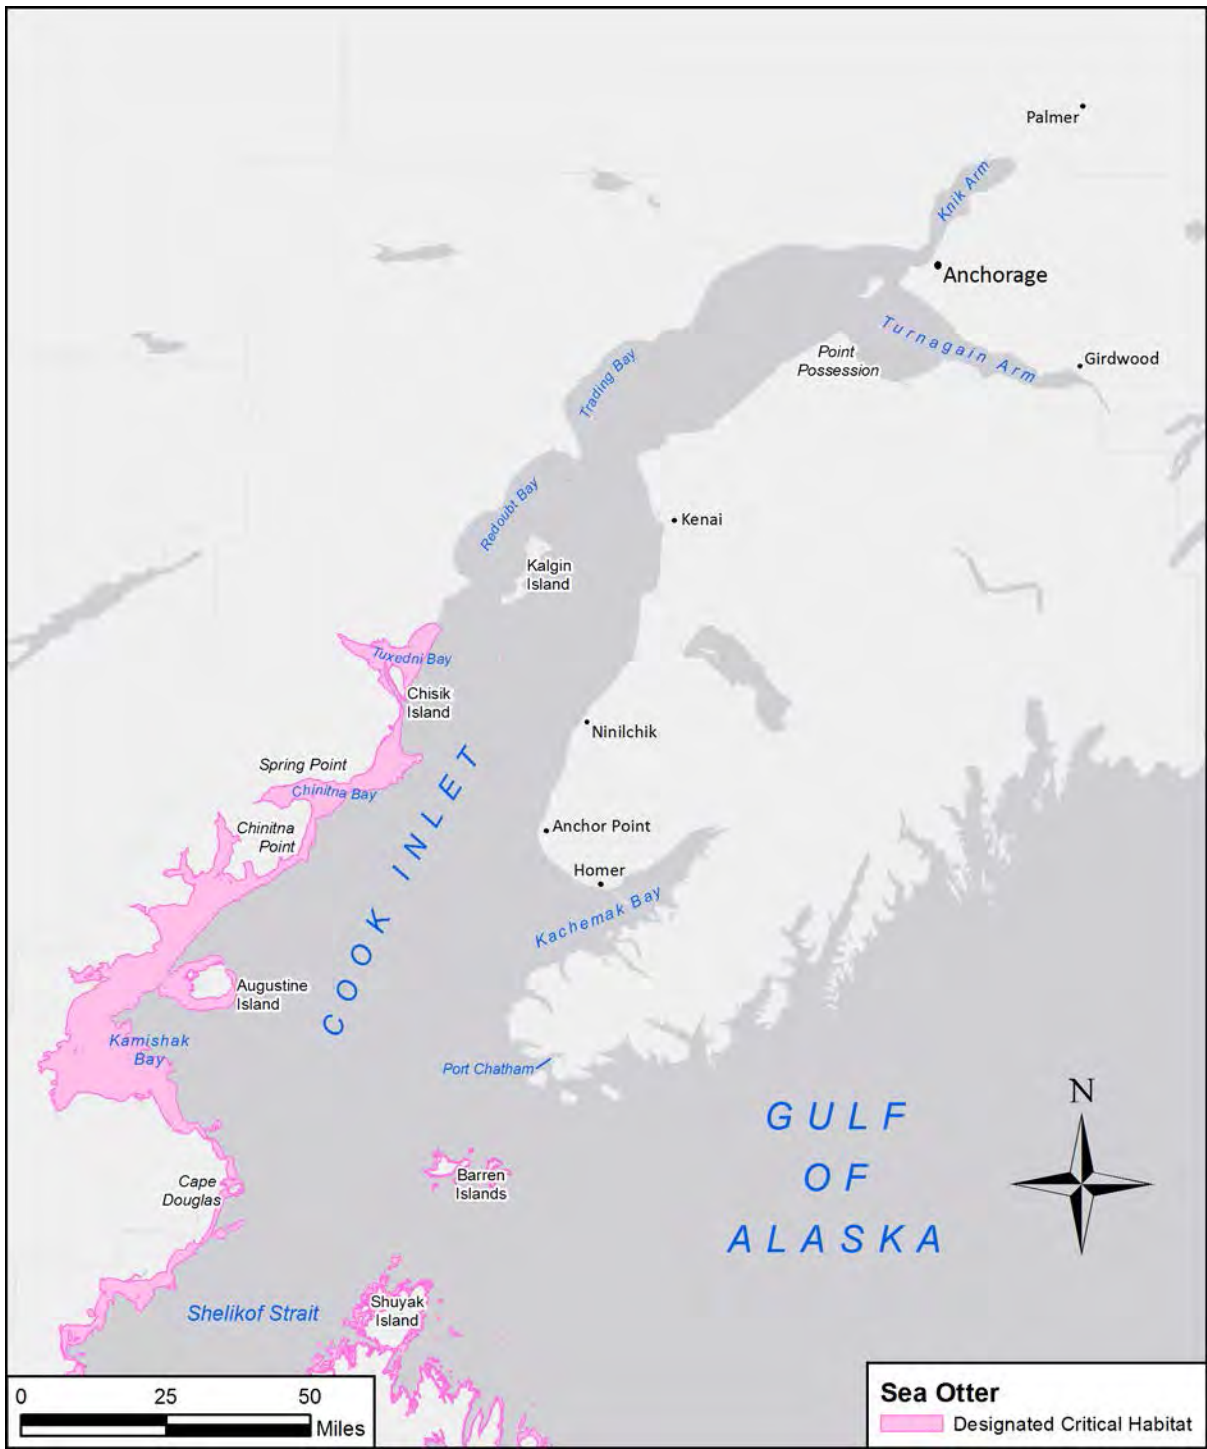 Palmer
Knik Arm
Anchorage
Turnagain Arm
Point
Possession
Girdwood
Trading Bay
Redoubt Bay
Kenai
Kalgin
Island
Tuxedni Bay
Chisik
Island
Ninilchik
Spring Point
Chinitna Bay
COOK INLET
Chinitna
Point
Anchor Point
Homer
Kachemak Bay
Augustine
Island
Kamishak
Bay
Port Chatham
N
GULF
OF
ALASKA
Cape
Douglas
Barren
Islands
Shelikof Strait
Shuyak
Island
0 25 50
Miles
Sea Otter
Designated Critical Habitat